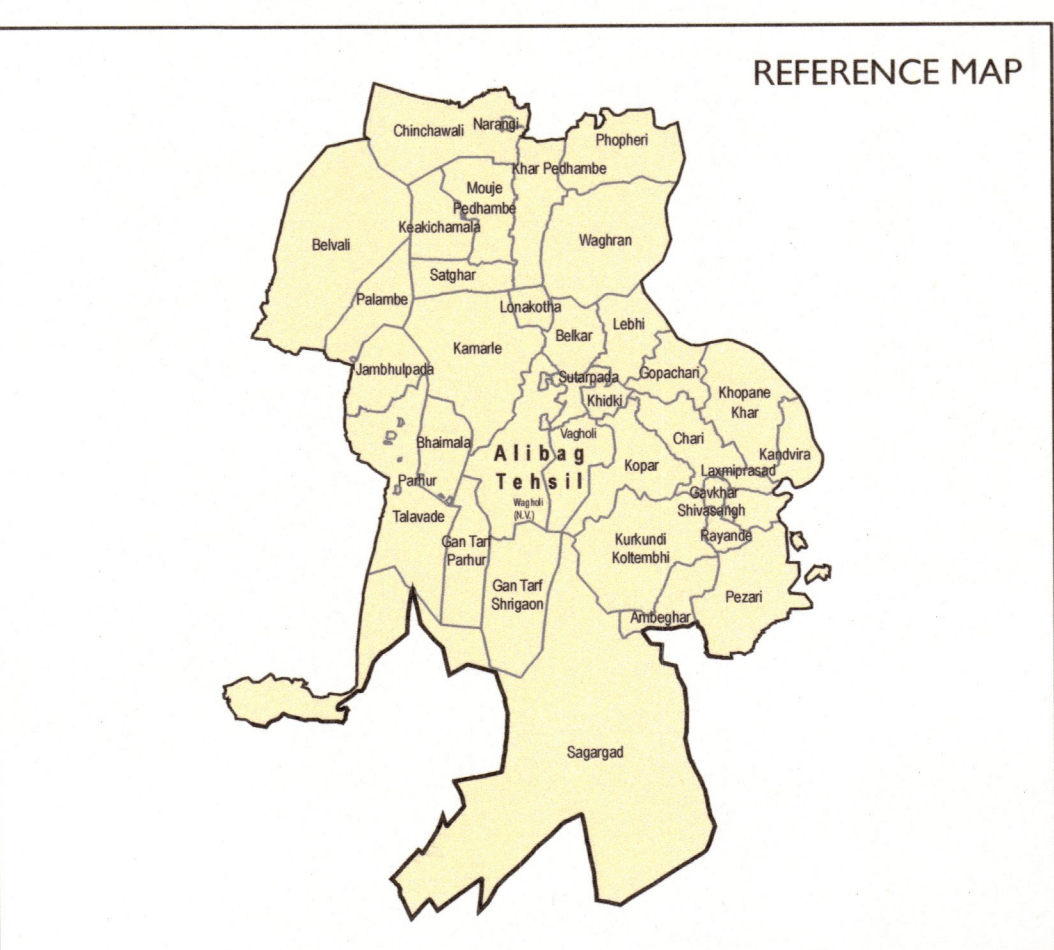 REFERENCE MAP
Chinchawali
Narangi
Phopheri
Khar Pedhambe
Mouje
Pedhambe
Keakichamala
Waghran
Belvali
Satghar
Palambe
Lonakotha
Lebhi
Belkar
Kamarle
Jambhulpada
Sutarpada
Gopachari
Khidki
Khopane
Khar
Vagholi
Chari
Bhaimala
Alibag
Tehsil
Kopar
Kandvira
Laxmiprasad
Parhur
Gavkhar
Shivasangh
Wagholi
(N.V.)
Talavade
Gan Tarf
Parhur
Kurkundi
Koltembhi
Rayande
Gan Tarf
Shrigaon
Pezari
Ambeghar
Sagargad